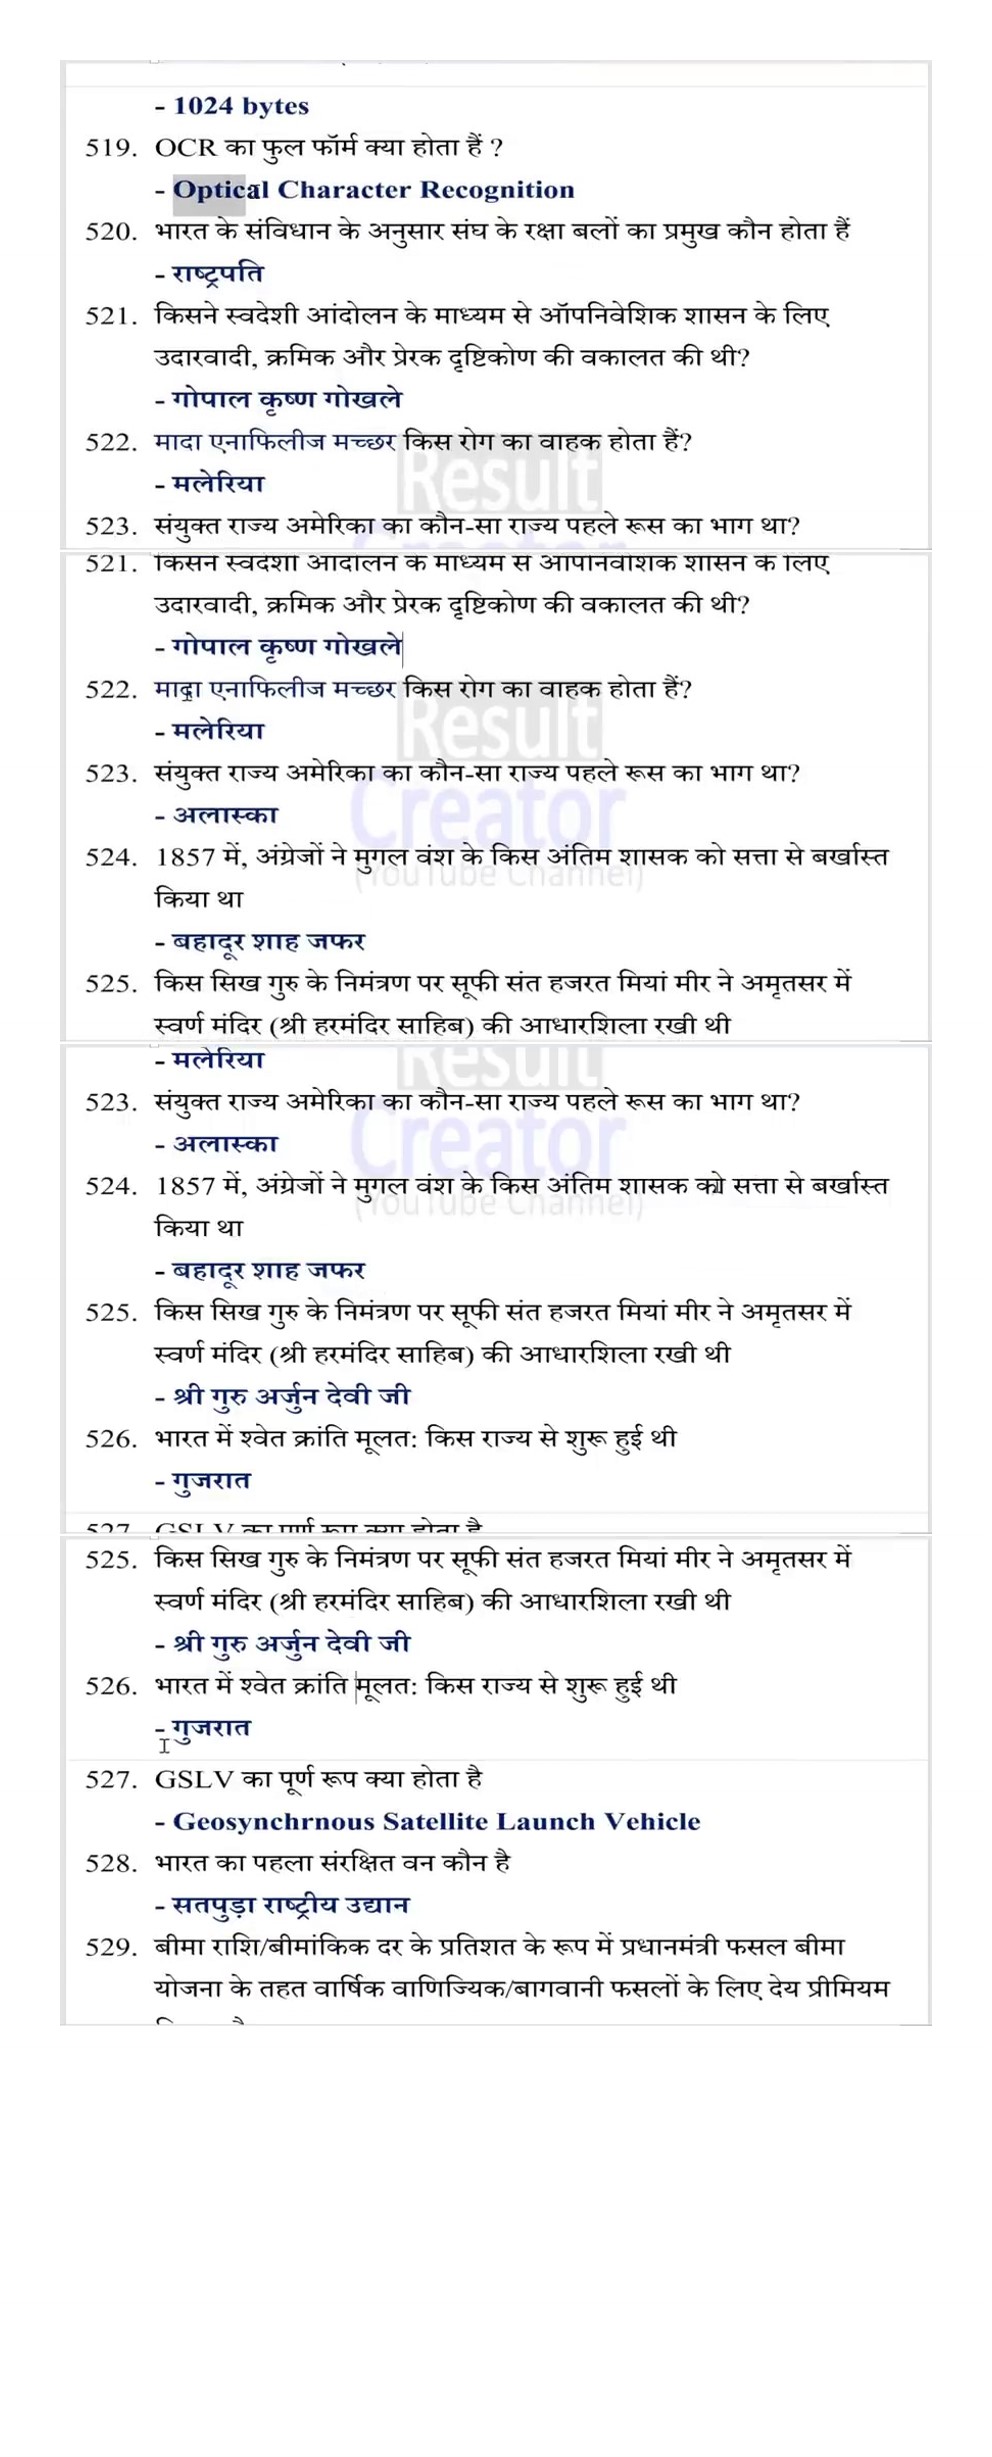 - 1024 bytes
519. OCR का फुल फॉर्म क्या होता हैं ?
- Optical Character Recognition
520. भारत के संविधान के अनुसार संघ के रक्षा बलों का प्रमुख कौन होता हैं
- राष्ट्रपति
521. किसने स्वदेशी आंदोलन के माध्यम से ऑपनिवेशिक शासन के लिए
उदारवादी, क्रमिक और प्रेरक दृष्टिकोण की वकालत की थी?
- गोपाल कृष्ण गोखले
522. मादा एनाफिलीज मच्छर किस रोग का वाहक होता हैं?
Result
- मलेरिया
523. संयुक्त राज्य अमेरिका का कौन-सा राज्य पहले रूस का भाग था?
521. किसने स्वदेशी आंदोलन के माध्यम से ऑपनिवेशिक शासन के लिए
उदारवादी, क्रमिक और प्रेरक दृष्टिकोण की वकालत की थी?
- गोपाल कृष्ण गोखले
522. मादा एनाफिलीज मच्छर किस रोग का वाहक होता हैं?
Result
- मलेरिया
523. संयुक्त राज्य अमेरिका का कौन-सा राज्य पहले रूस का भाग था?
Creator
- अलास्का
524. 1857 में, अंग्रेजों ने मुगल वंश के किस अंतिम शासक को सत्ता से बर्खास्त
(YouTube Channel)
किया था
- बहादूर शाह जफर
525. किस सिख गुरु के निमंत्रण पर सूफी संत हजरत मियां मीर ने अमृतसर में
स्वर्ण मंदिर (श्री हरमंदिर साहिब) की आधारशिला रखी थी
- मलेरिया
Result
523. संयुक्त राज्य अमेरिका का कौन-सा राज्य पहले रूस का भाग था?
Creator
- अलास्का
524. 1857 में, अंग्रेजों ने मुगल वंश के किस अंतिम शासक को सत्ता से बर्खास्त
(YouTube Channel)
किया था
- बहादूर शाह जफर
525. किस सिख गुरु के निमंत्रण पर सूफी संत हजरत मियां मीर ने अमृतसर में
स्वर्ण मंदिर (श्री हरमंदिर साहिब) की आधारशिला रखी थी
- श्री गुरु अर्जुन देवी जी
526. भारत में श्वेत क्रांति मूलत: किस राज्य से शुरू हुई थी
- गुजरात
527. GSLV का पूर्ण रूप क्या होता है
525. किस सिख गुरु के निमंत्रण पर सूफी संत हजरत मियां मीर ने अमृतसर में
स्वर्ण मंदिर (श्री हरमंदिर साहिब) की आधारशिला रखी थी
- श्री गुरु अर्जुन देवी जी
526. भारत में श्वेत क्रांति मूलत: किस राज्य से शुरू हुई थी
- गुजरात
527. GSLV का पूर्ण रूप क्या होता है
- Geosynchrnous Satellite Launch Vehicle
528. भारत का पहला संरक्षित वन कौन है
- सतपुड़ा राष्ट्रीय उद्यान
529. बीमा राशि/बीमांकिक दर के प्रतिशत के रूप में प्रधानमंत्री फसल बीमा
योजना के तहत वार्षिक वाणिज्यिक/बागवानी फसलों के लिए देय प्रीमियम